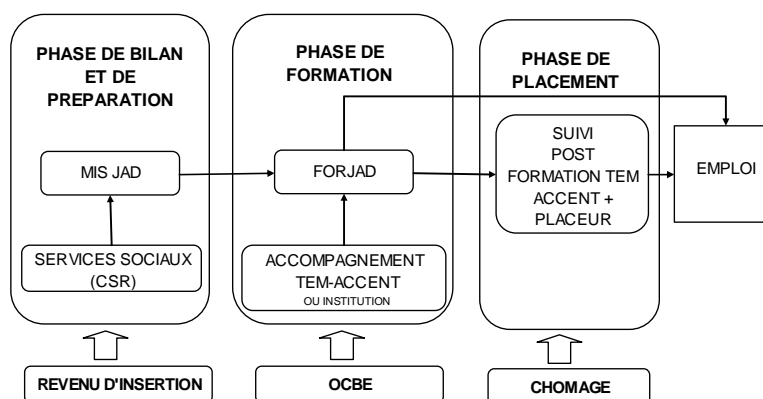 PHASE DE BILAN
ET DE
PREPARATION
MIS JAD
SERVICES SOCIAUX
(CSR)
REVENU D'INSERTION
PHASE DE
FORMATION
FORJAD
ACCOMPAGNEMENT
TEM-ACCENT
OU INSTITUTION
OCBE
PHASE DE
PLACEMENT
SUIVI
POST
FORMATION TEM
ACCENT +
PLACEUR
CHOMAGE
EMPLOI